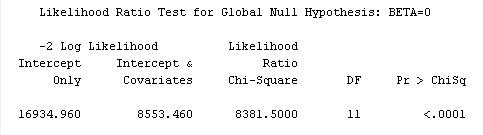 Likelihood Ratio Test for Global Null Hypothesis: BETA=0
-2 Log Likelihood Likelihood
Intercept Intercept & Ratio
Only Covariates Chi-Square DF Pr > ChiSq
16934.960 8553.460 8381.5000 11 <.0001